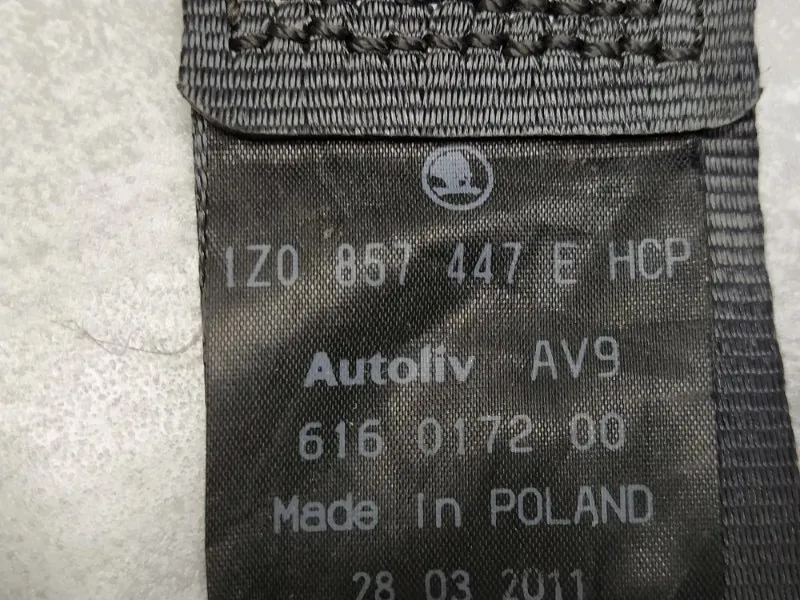 1Z0 857 447 E HCP
Autoliv AV9
616 0172 00
Made in POLAND
28 03 2011